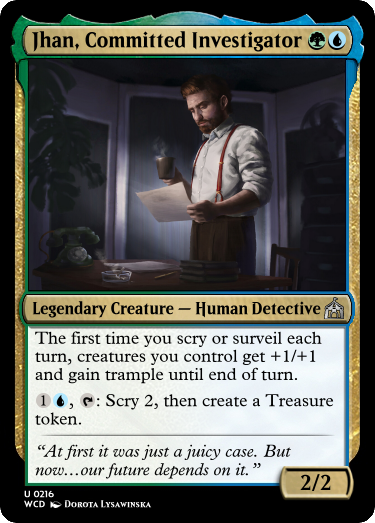 Jhan, Committed Investigator
Legendary Creature — Human Detective
The first time you scry or surveil each
turn, creatures you control get +1/+1
and gain trample until end of turn.
1, : Scry 2, then create a Treasure
token.
“At first it was just a juicy case. But
now…our future depends on it.”
2/2
U 0216
WCD Dorota Lysawinska